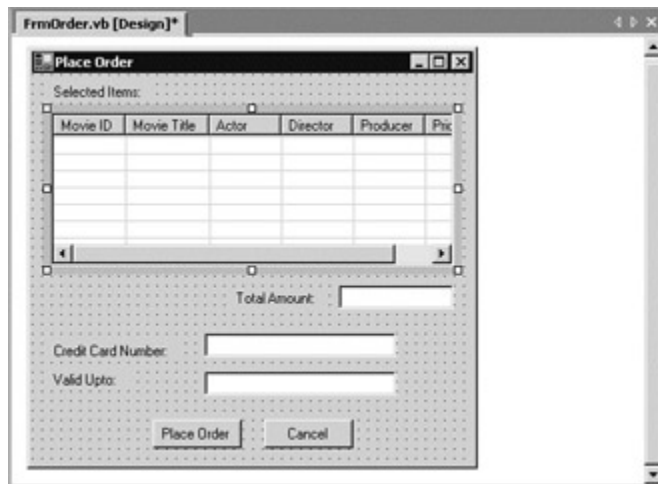 FrmOrder.vb [Design]*
Place Order
Selected Items:
Movie ID Movie Title Actor Director Producer Pric
Total Amount:
Credit Card Number:
Valid Upto:
Place Order Cancel